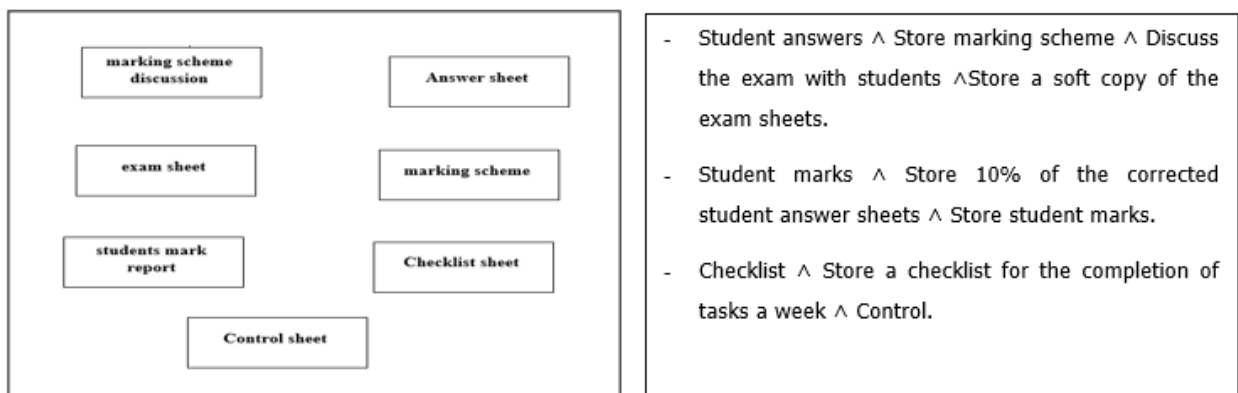 marking scheme
discussion
Answer sheet
exam sheet
marking scheme
students mark
report
Checklist sheet
Control sheet
- Student answers ∧ Store marking scheme ∧ Discuss
the exam with students ∧Store a soft copy of the
exam sheets.
- Student marks ∧ Store 10% of the corrected
student answer sheets ∧ Store student marks.
- Checklist ∧ Store a checklist for the completion of
tasks a week ∧ Control.